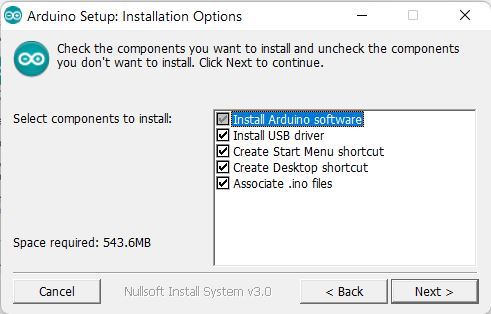 Arduino Setup: Installation Options
Check the components you want to install and uncheck the components
you don't want to install. Click Next to continue.
Select components to install:
Install Arduino software
Install USB driver
Create Start Menu shortcut
Create Desktop shortcut
Associate .ino files
Space required: 543.6MB
Cancel
Nullsoft Install System v3.0
< Back
Next >